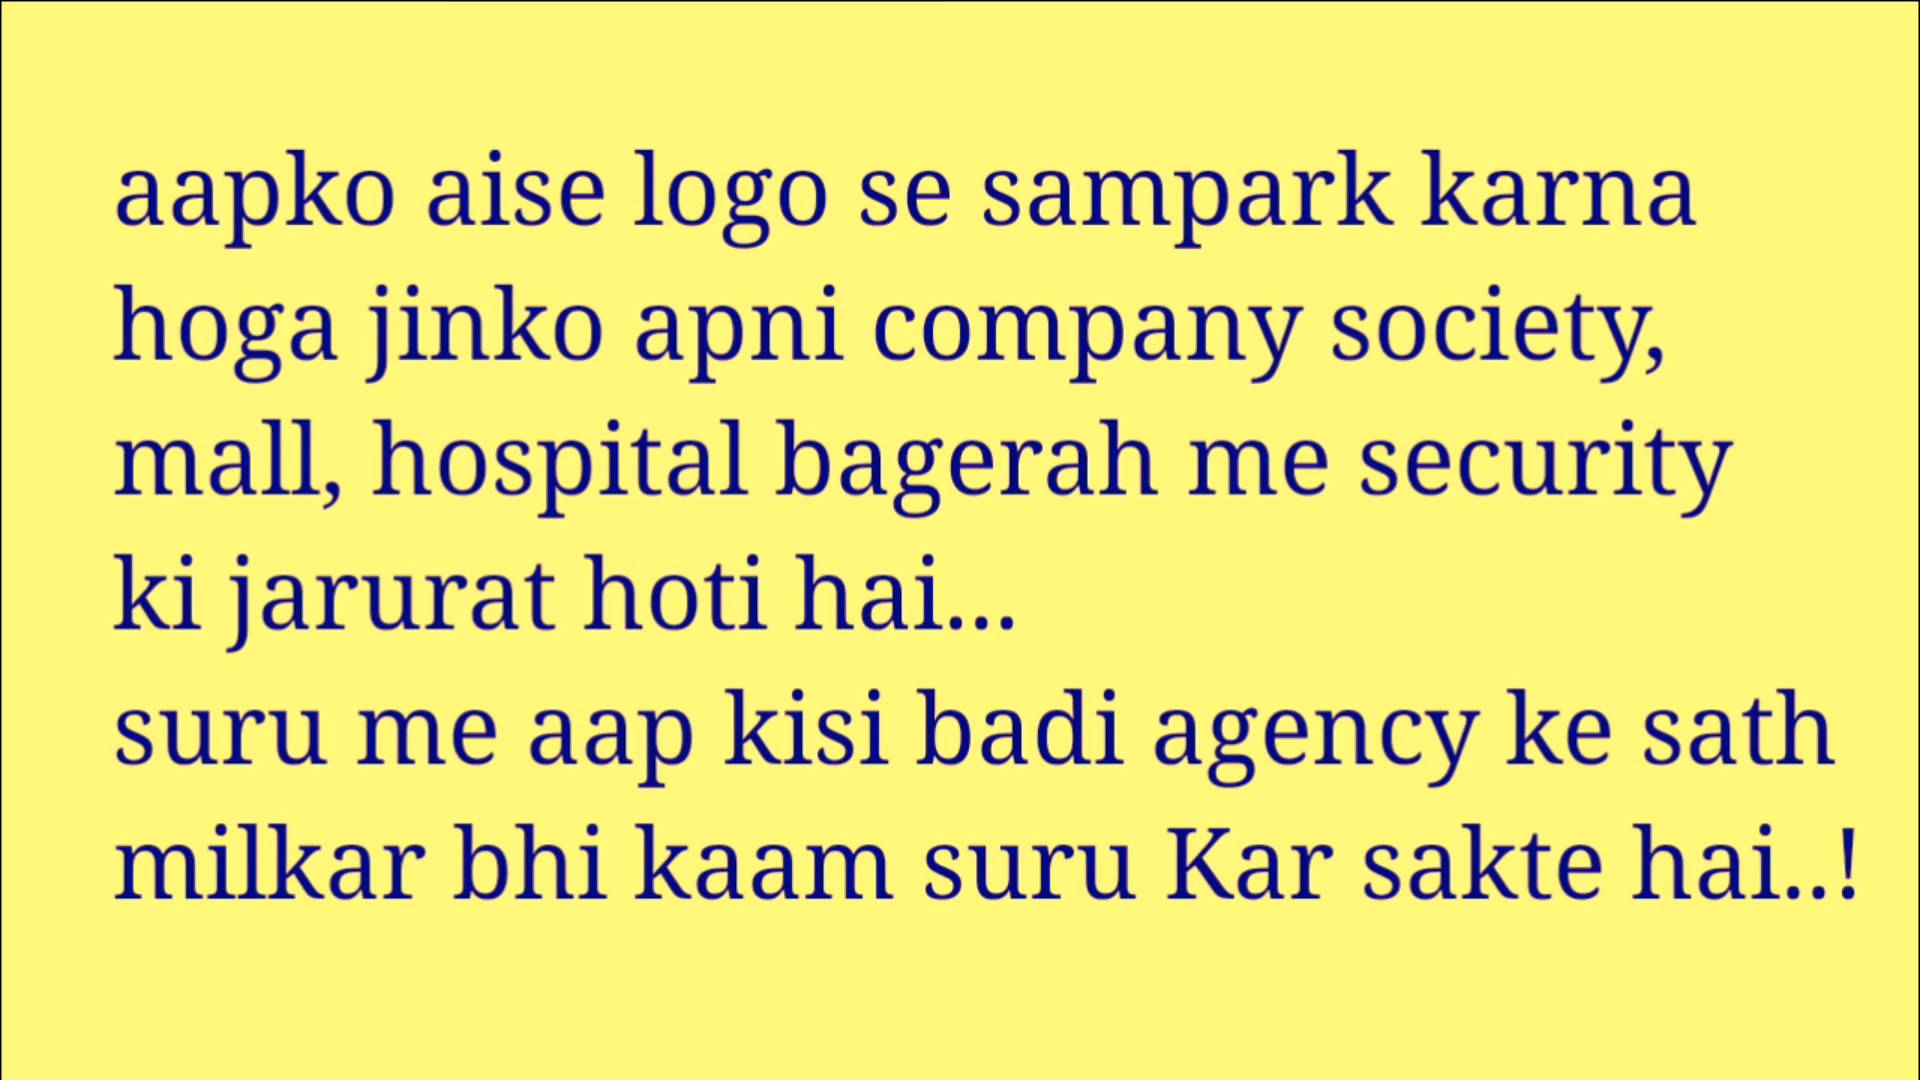 aapko aise logo se sampark karna
hoga jinko apni company society,
mall, hospital bagerah me security
ki jarurat hoti hai...
suru me aap kisi badi agency ke sath
milkar bhi kaam suru Kar sakte hai..!